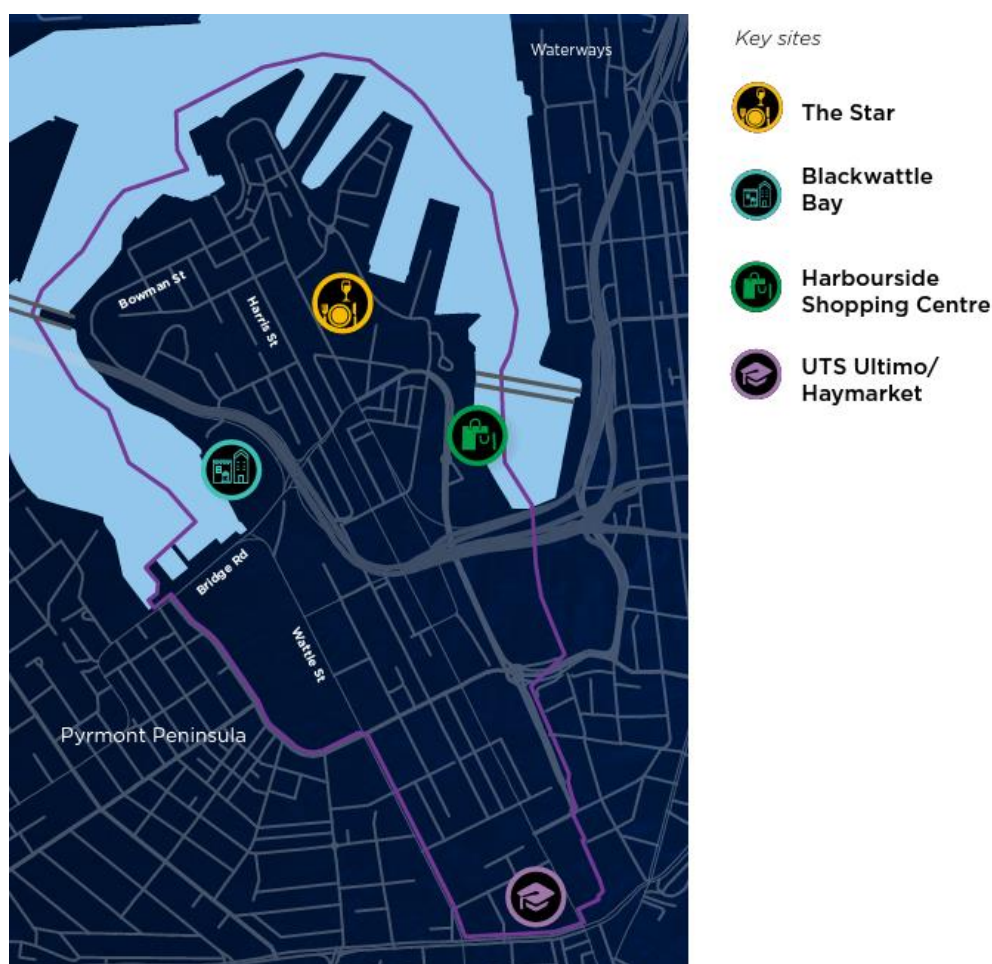 Waterways
Bowman St
Harris St
Bridge Rd
Wattle St
Pyrmont Peninsula
Key sites
The Star
Blackwattle
Bay
Harbourside
Shopping Centre
UTS Ultimo/
Haymarket